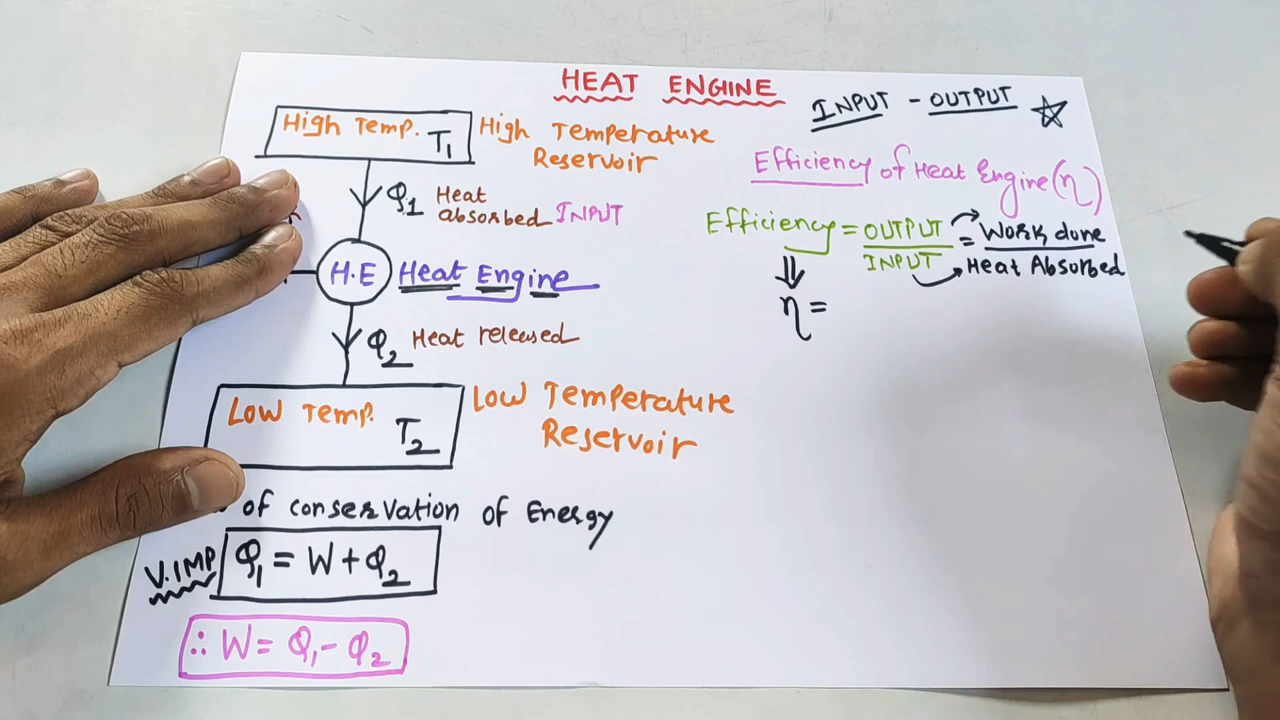 HEAT ENGINE
INPUT - OUTPUT
High Temp. T1
High Temperature
Reservoir
Q1 Heat
absorbed INPUT
H.E Heat Engine
Q2 Heat released
Low Temp. T2
Low Temperature
Reservoir
of conservation of Energy
V.IMP Q1 = W + Q2
∴ W = Q1 - Q2
Efficiency of Heat Engine (η)
Efficiency = OUTPUT = Work done
INPUT Heat Absorbed
⇓
η =